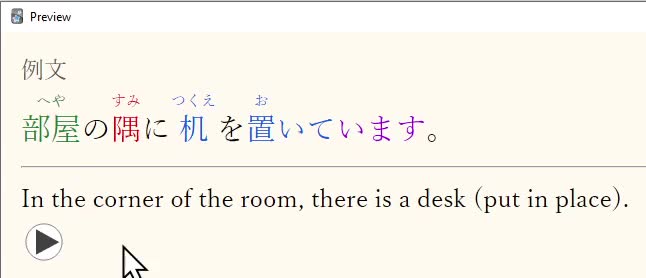 Preview
例文
へや すみ つくえ お
部屋の隅に机を置いています。
In the corner of the room, there is a desk (put in place).